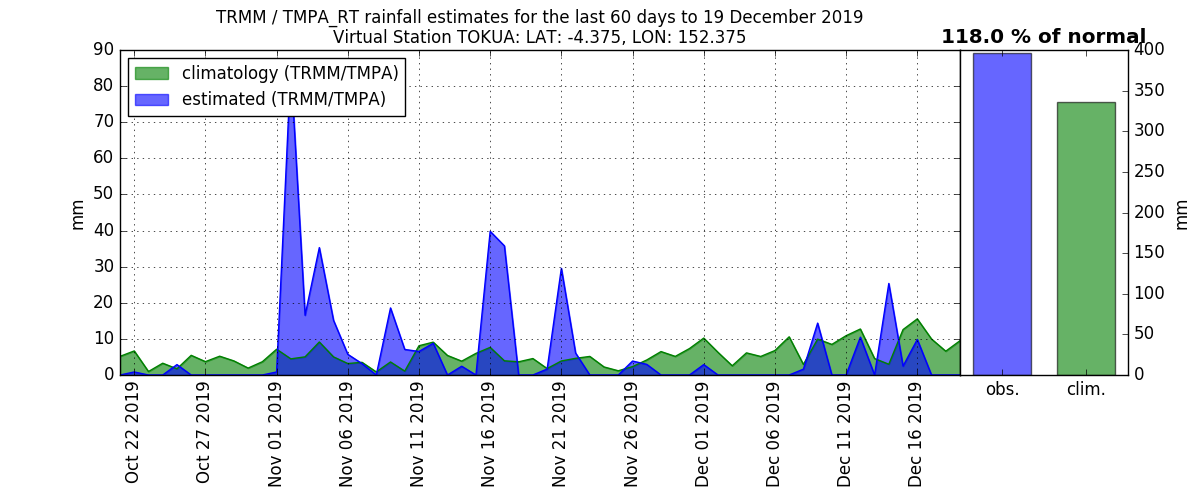 TRMM / TMPA_RT rainfall estimates for the last 60 days to 19 December 2019
Virtual Station TOKUA: LAT: -4.375, LON: 152.375
118.0 % of normal
climatology (TRMM/TMPA)
estimated (TRMM/TMPA)
90
80
70
60
50
40
30
20
10
0
mm
Oct 22 2019
Oct 27 2019
Nov 01 2019
Nov 06 2019
Nov 11 2019
Nov 16 2019
Nov 21 2019
Nov 26 2019
Dec 01 2019
Dec 06 2019
Dec 11 2019
Dec 16 2019
obs.
clim.
400
350
300
250
200
150
100
50
0
mm